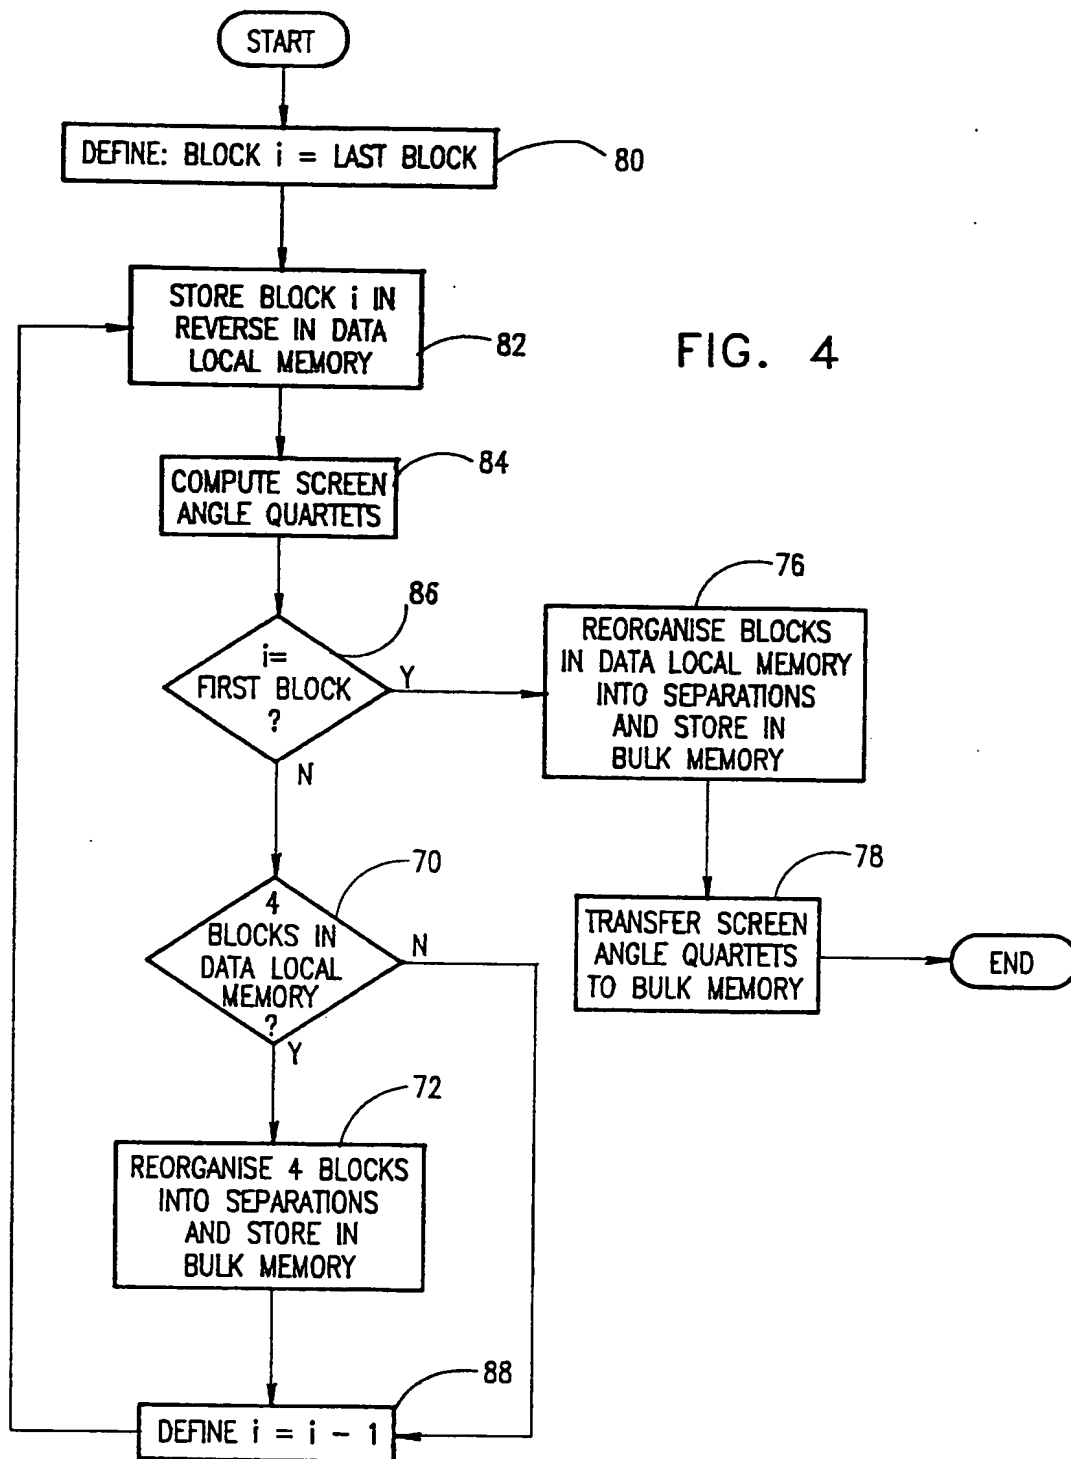 START
DEFINE: BLOCK i = LAST BLOCK
80
STORE BLOCK i IN
REVERSE IN DATA
LOCAL MEMORY
82
FIG. 4
COMPUTE SCREEN
ANGLE QUARTETS
84
i=
FIRST BLOCK
?
86
Y
N
76
REORGANISE BLOCKS
IN DATA LOCAL MEMORY
INTO SEPARATIONS
AND STORE IN
BULK MEMORY
4
BLOCKS IN
DATA LOCAL
MEMORY
?
70
N
Y
78
TRANSFER SCREEN
ANGLE QUARTETS
TO BULK MEMORY
END
72
REORGANISE 4 BLOCKS
INTO SEPARATIONS
AND STORE IN
BULK MEMORY
88
DEFINE i = i - 1